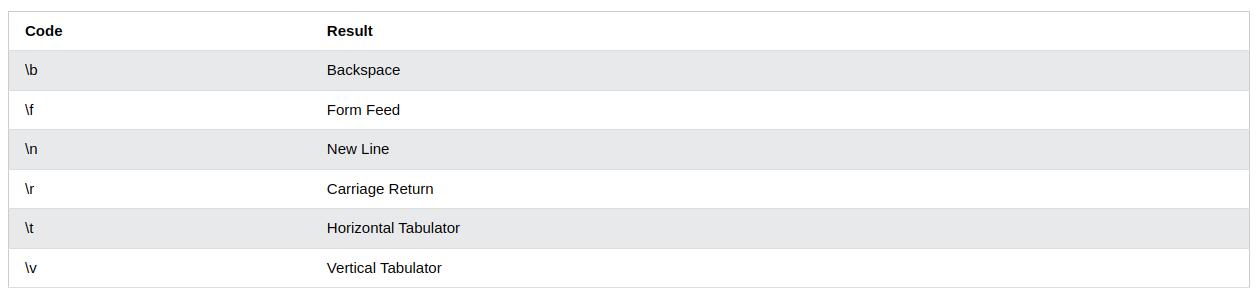 Code Result
\b Backspace
\f Form Feed
\n New Line
\r Carriage Return
\t Horizontal Tabulator
\v Vertical Tabulator